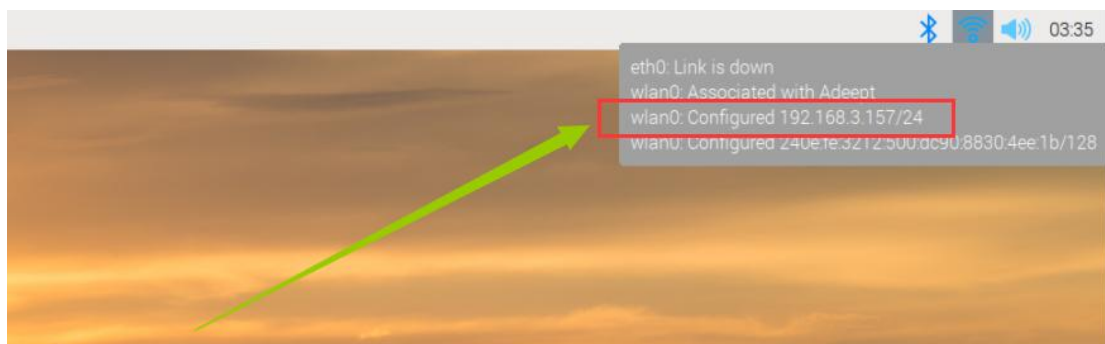 03:35
eth0: Link is down
wlan0: Associated with Adeept
wlan0: Configured 192.168.3.157/24
wlan0: Configured 240e:fe:3212:500:dc90:8830:4ee:1b/128